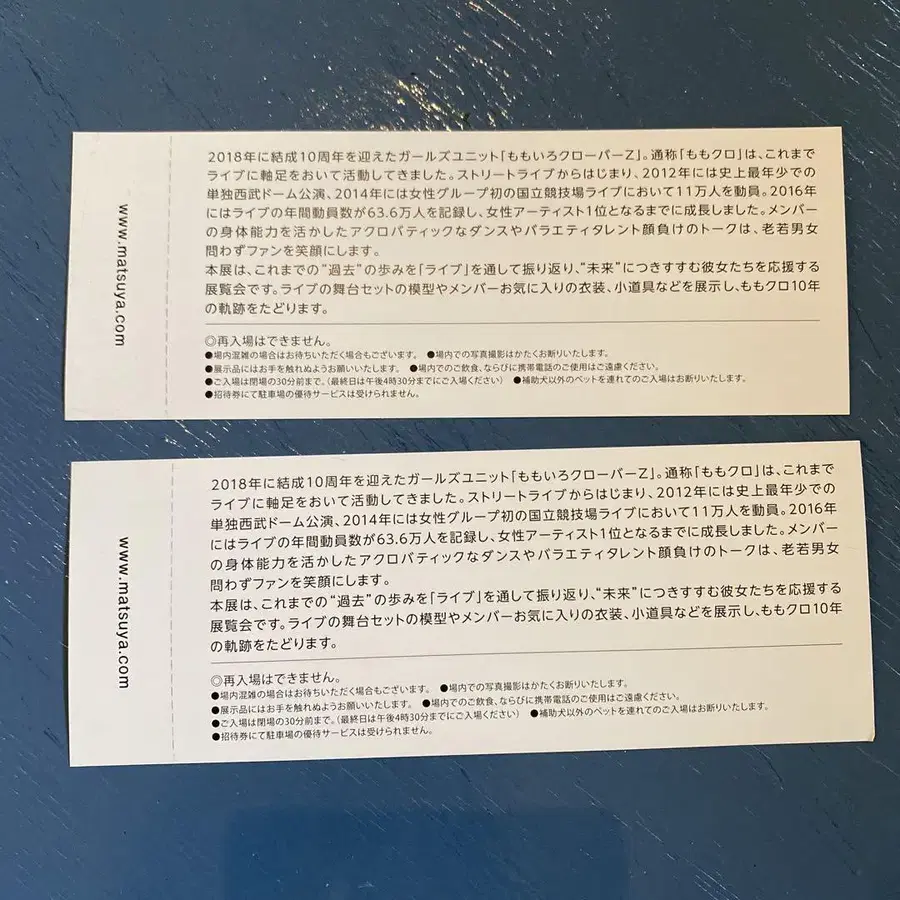 www.matsuya.com
2018年に結成10周年を迎えたガールズユニット「ももいろクローバーZ」。通称「ももクロ」は、これまで
ライブに軸足をおいて活動してきました。ストリートライブからはじまり、2012年には史上最年少での
単独西武ドーム公演、2014年には女性グループ初の国立競技場ライブにおいて11万人を動員。2016年
にはライブの年間動員数が63.6万人を記録し、女性アーティスト1位となるまでに成長しました。メンバー
の身体能力を活かしたアクロバティックなダンスやバラエティタレント顔負けのトークは、老若男女
問わずファンを笑顔にします。
本展は、これまでの“過去”の歩みを「ライブ」を通して振り返り、“未来”につきすすむ彼女たちを応援する
展覧会です。ライブの舞台セットの模型やメンバーお気に入りの衣装、小道具などを展示し、ももクロ10年
の軌跡をたどります。
◎再入場はできません。
●場内混雑の場合はお待ちいただく場合もございます。 ●場内での写真撮影はかたくお断りいたします。
●展示品にはお手を触れぬようお願いいたします。 ●場内でのご飲食、ならびに携帯電話のご使用はご遠慮ください。
●ご入場は閉場の30分前まで。(最終日は午後4時30分までにご入場ください) ●補助犬以外のペットを連れてのご入場はお断りいたします。
●招待券にて駐車場の優待サービスは受けられません。
www.matsuya.com
2018年に結成10周年を迎えたガールズユニット「ももいろクローバーZ」。通称「ももクロ」は、これまで
ライブに軸足をおいて活動してきました。ストリートライブからはじまり、2012年には史上最年少での
単独西武ドーム公演、2014年には女性グループ初の国立競技場ライブにおいて11万人を動員。2016年
にはライブの年間動員数が63.6万人を記録し、女性アーティスト1位となるまでに成長しました。メンバー
の身体能力を活かしたアクロバティックなダンスやバラエティタレント顔負けのトークは、老若男女
問わずファンを笑顔にします。
本展は、これまでの“過去”の歩みを「ライブ」を通して振り返り、“未来”につきすすむ彼女たちを応援する
展覧会です。ライブの舞台セットの模型やメンバーお気に入りの衣装、小道具などを展示し、ももクロ10年
の軌跡をたどります。
◎再入場はできません。
●場内混雑の場合はお待ちいただく場合もございます。 ●場内での写真撮影はかたくお断りいたします。
●展示品にはお手を触れぬようお願いいたします。 ●場内でのご飲食、ならびに携帯電話のご使用はご遠慮ください。
●ご入場は閉場の30分前まで。(最終日は午後4時30分までにご入場ください) ●補助犬以外のペットを連れてのご入場はお断りいたします。
●招待券にて駐車場の優待サービスは受けられません。